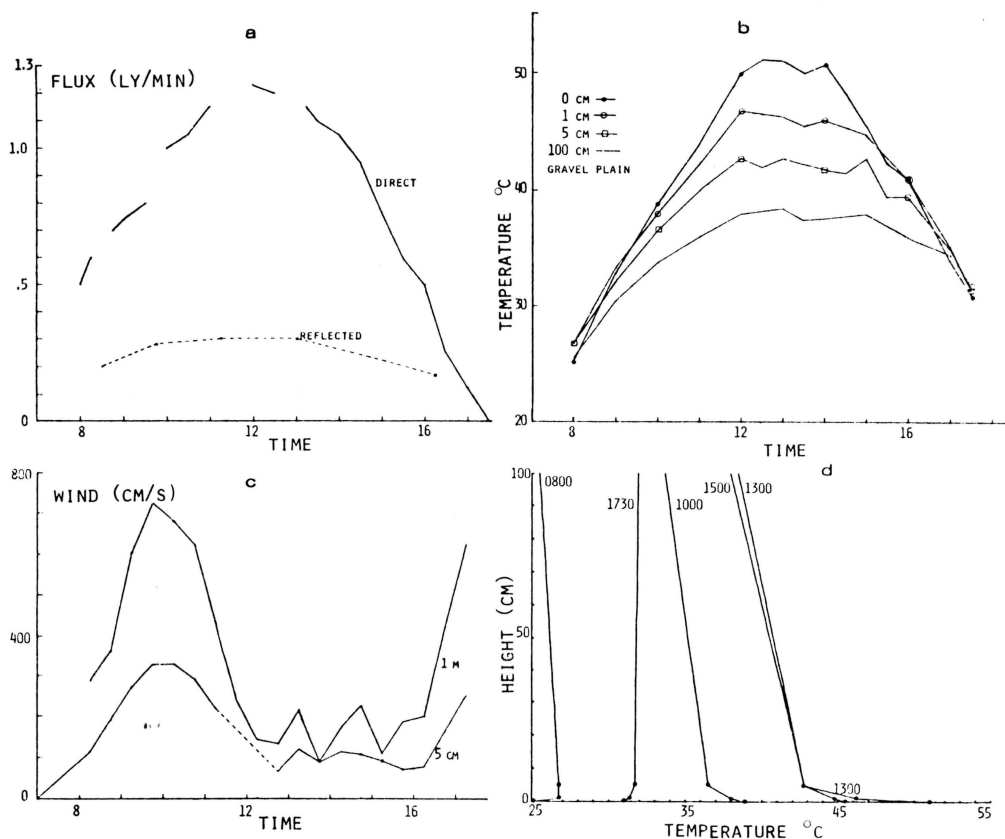 a
FLUX (LY/MIN)
1.3
1.0
.5
0
DIRECT
REFLECTED
8
12
16
TIME
b
50
40
30
20
TEMPERATURE °C
0 CM
1 CM
5 CM
100 CM
GRAVEL PLAIN
8
12
16
TIME
c
WIND (CM/S)
800
400
0
1 M
5 CM
8
12
16
TIME
d
HEIGHT (CM)
100
50
0
0800
1730
1000
1500
1300
1300
25
35
45
55
TEMPERATURE °C